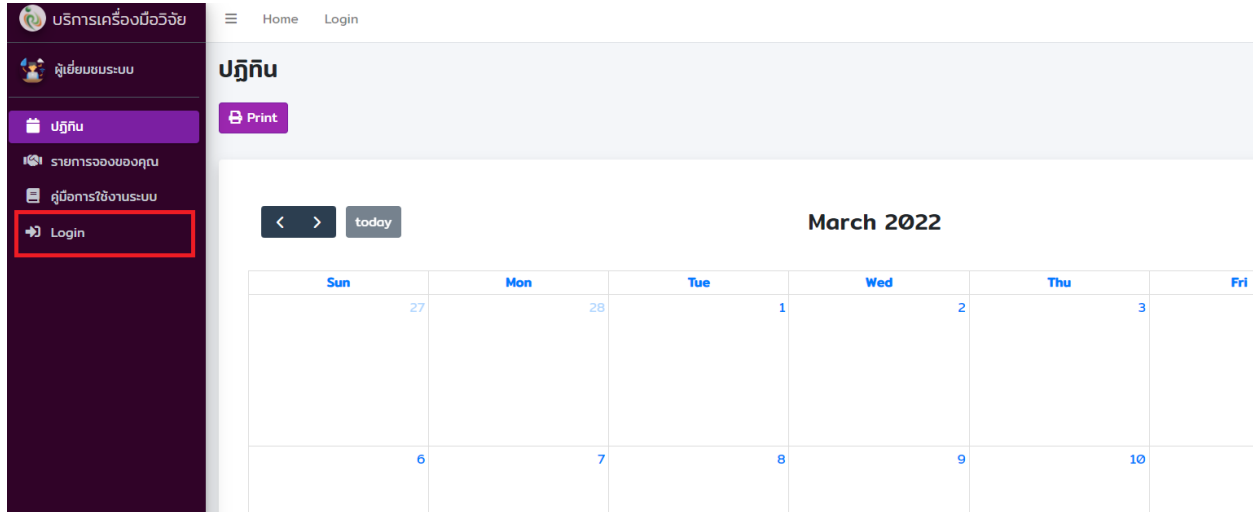 บริการเครื่องมือวิจัย
Home Login
ผู้เยี่ยมชมระบบ
ปฏิทิน
รายการจองของคุณ
คู่มือการใช้งานระบบ
Login
ปฏิทิน
Print
today
March 2022
Sun Mon Tue Wed Thu Fri
27 28 1 2 3
6 7 8 9 10